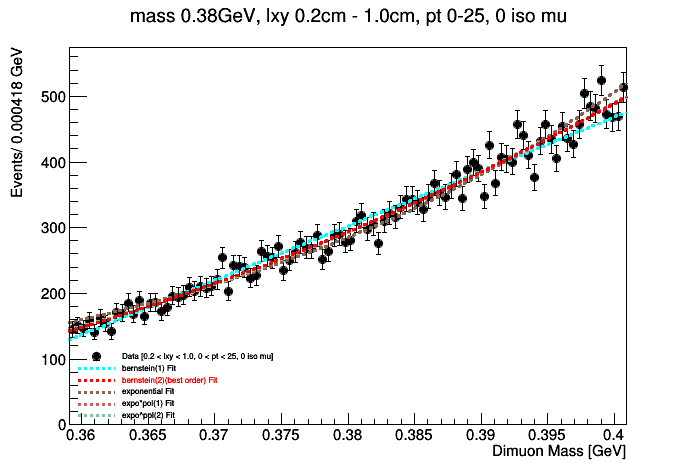 mass 0.38GeV, lxy 0.2cm - 1.0cm, pt 0-25, 0 iso mu
Events/ 0.000418 GeV
500
400
300
200
100
0
Data [0.2 < lxy < 1.0, 0 < pt < 25, 0 iso mu]
bernstein(1) Fit
bernstein(2)(best order) Fit
exponential Fit
expo*pol(1) Fit
expo*pol(2) Fit
0.36 0.365 0.37 0.375 0.38 0.385 0.39 0.395 0.4
Dimuon Mass [GeV]